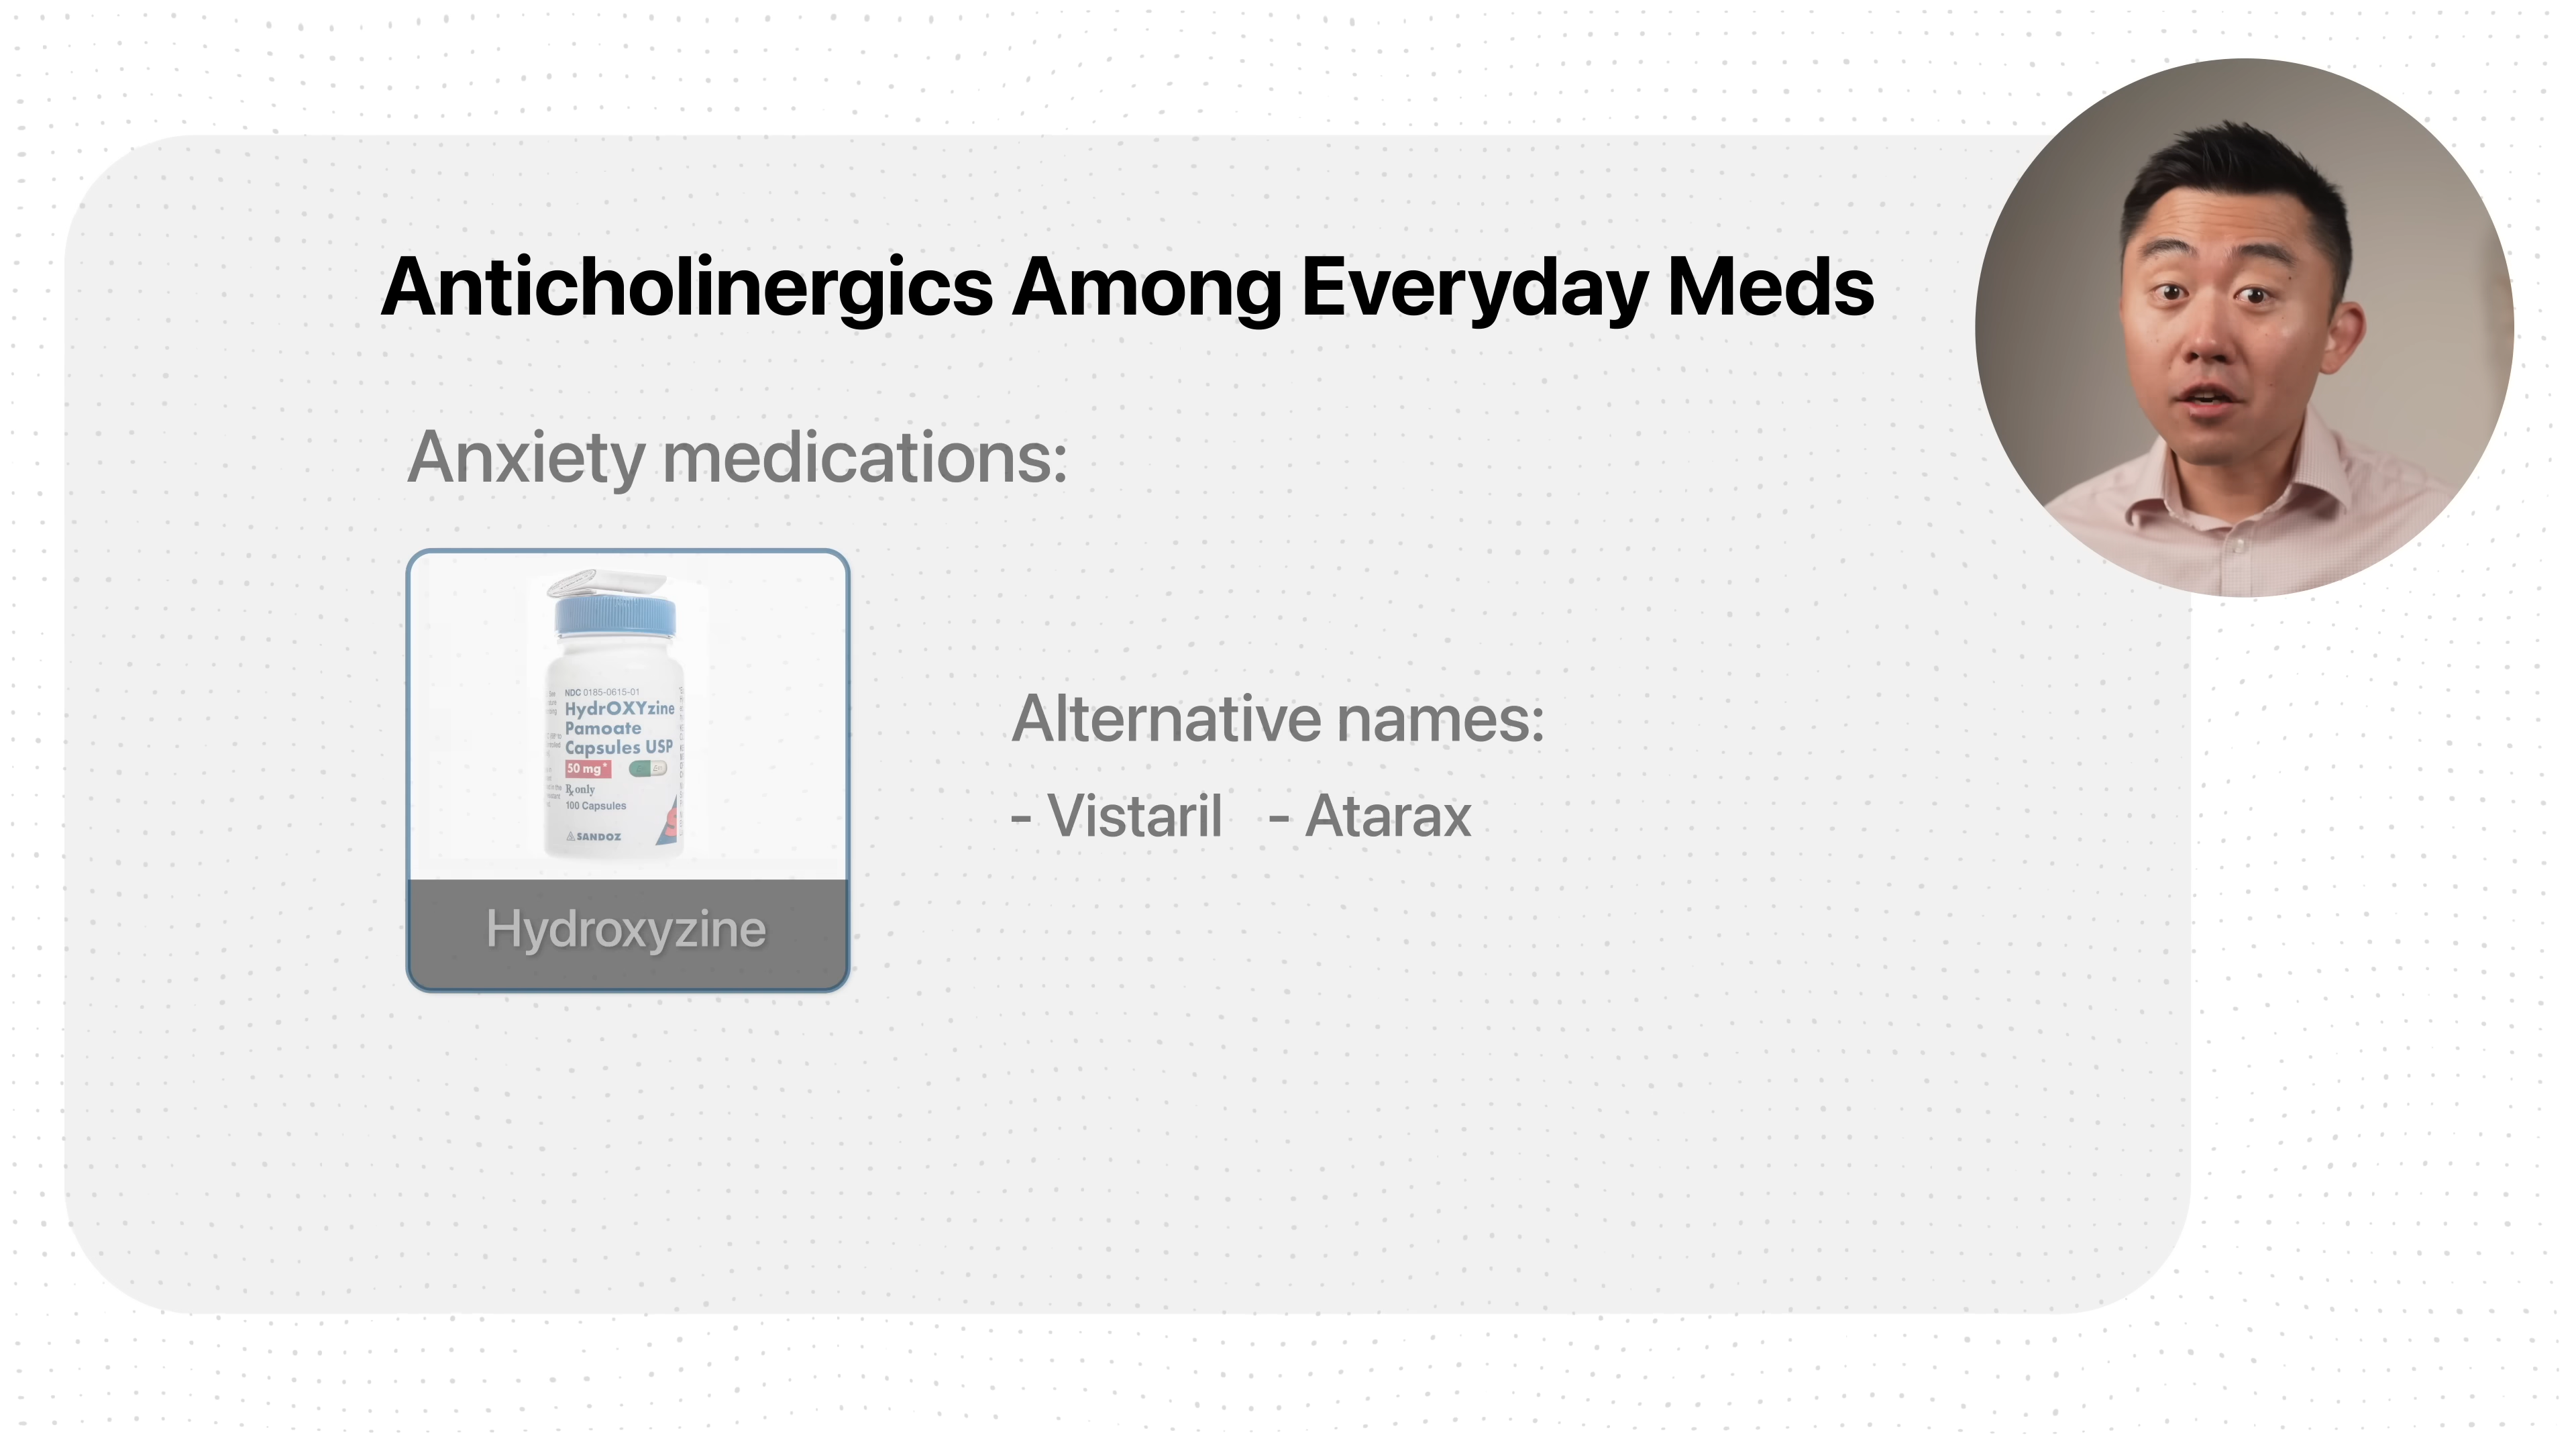 Anticholinergics Among Everyday Meds
Anxiety medications:
NDC 0185-0615-01
HydrOXYzine
Pamoate
Capsules USP
50 mg*
Rx only
100 Capsules
SANDOZ
Hydroxyzine
Alternative names:
- Vistaril - Atarax